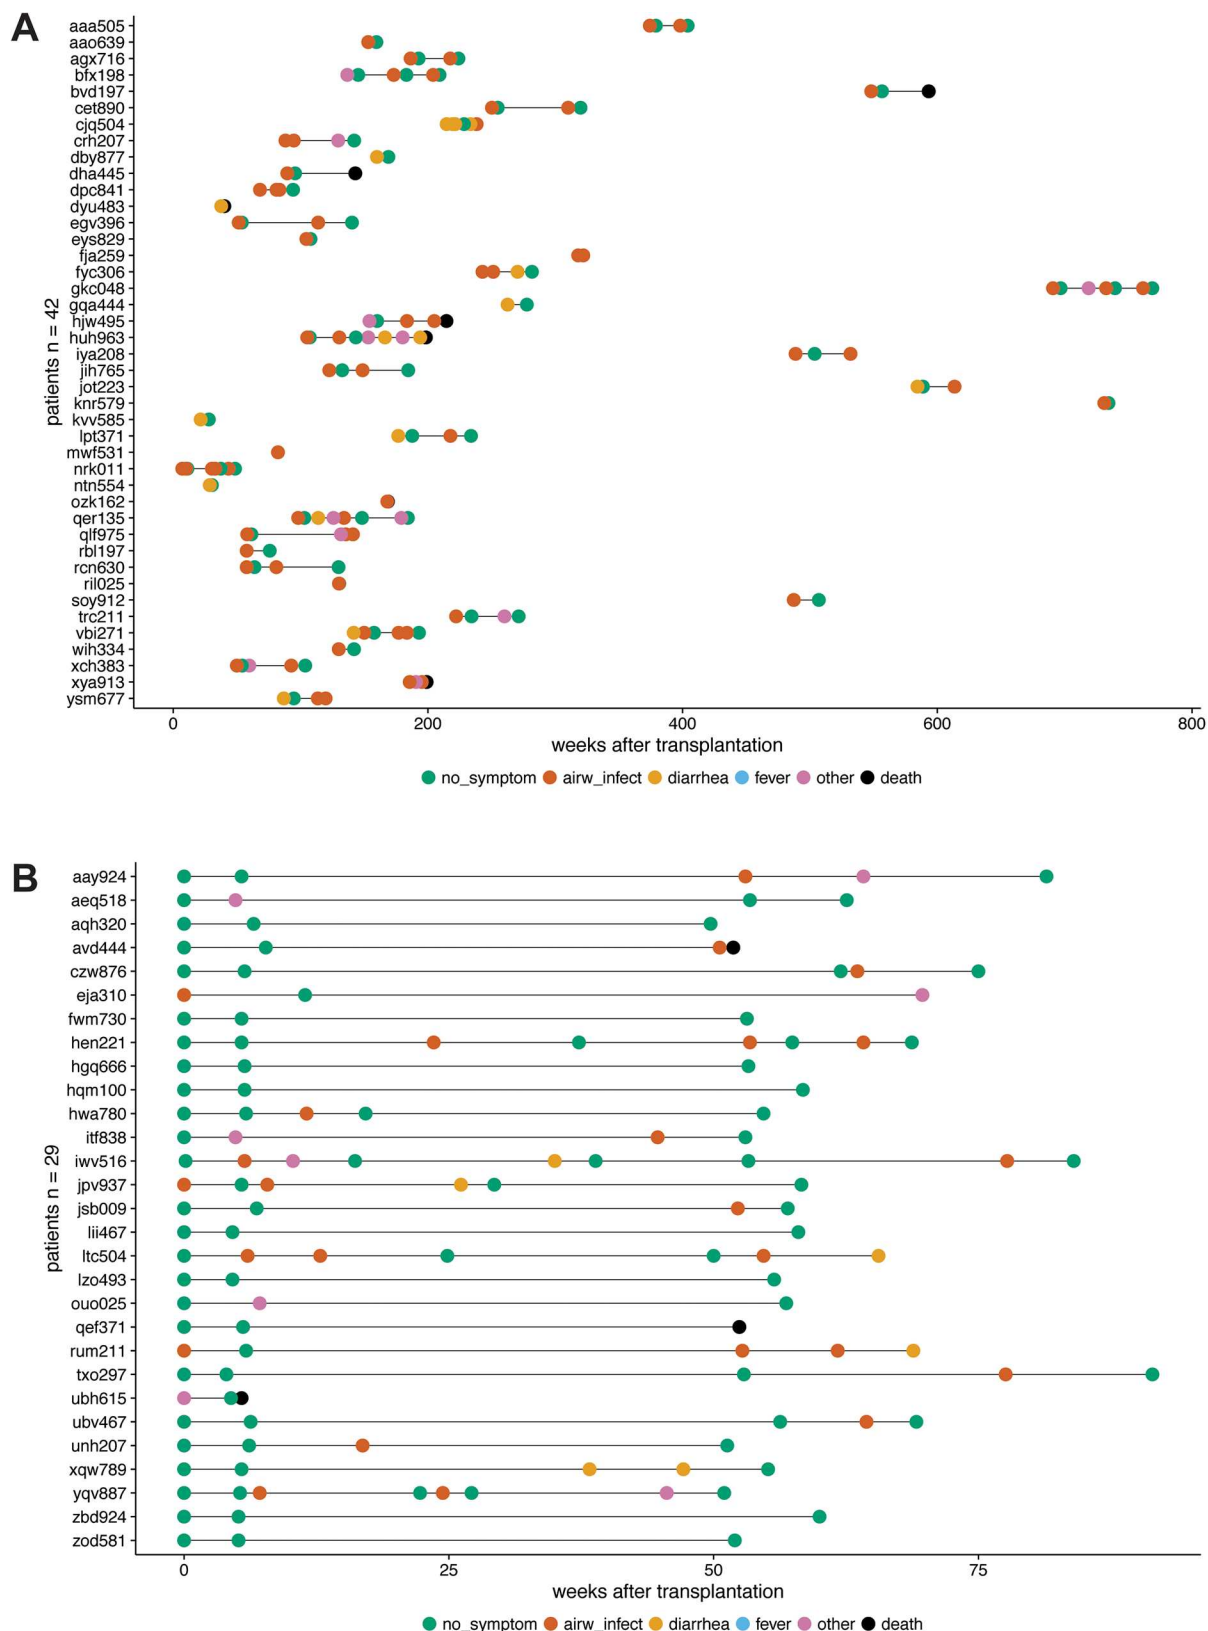 A
aaa505
aao639
agx716
bfx198
bvd197
cet890
cjq504
crh207
dby877
dha445
dpc841
dyu483
egv396
eys829
fja259
fyc306
gkc048
gqa444
hjw495
huh963
iya208
jih765
jot223
knr579
kvv585
lpt371
mwf531
nrk011
ntn554
ozk162
qer135
qlf975
rbl197
rcn630
ril025
soy912
trc211
vbi271
wih334
xch383
xya913
ysm677
patients n = 42
0 200 400 600 800
weeks after transplantation
no_symptom airw_infect diarrhea fever other death
B
aay924
aeq518
aqh320
avd444
czw876
eja310
fwm730
hen221
hgq666
hqm100
hwa780
itf838
iwv516
jpv937
jsb009
lii467
ltc504
lzo493
ouo025
qef371
rum211
txo297
ubh615
ubv467
unh207
xqw789
yqv887
zbd924
zod581
patients n = 29
0 25 50 75
weeks after transplantation
no_symptom airw_infect diarrhea fever other death